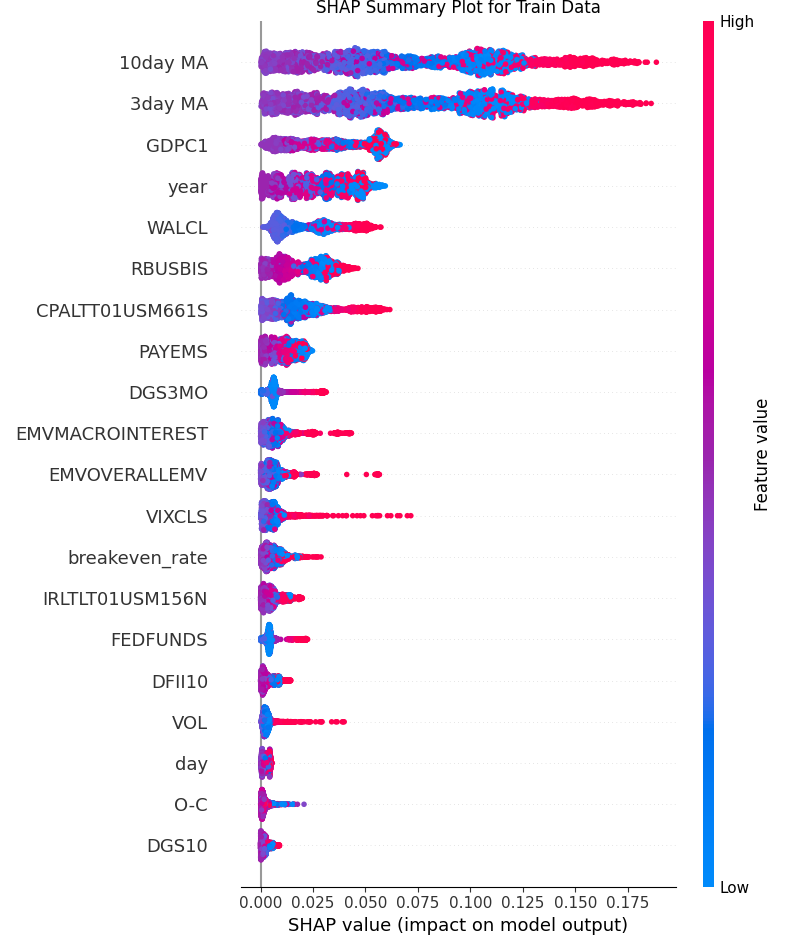 SHAP Summary Plot for Train Data
High
10day MA
3day MA
GDPC1
year
WALCL
RBUSBIS
CPALTT01USM661S
PAYEMS
DGS3MO
EMVMACROINTEREST
EMVOVERALLEMV
VIXCLS
breakeven_rate
IRLTLT01USM156N
FEDFUNDS
DFII10
VOL
day
O-C
DGS10
Feature value
Low
0.000 0.025 0.050 0.075 0.100 0.125 0.150 0.175
SHAP value (impact on model output)